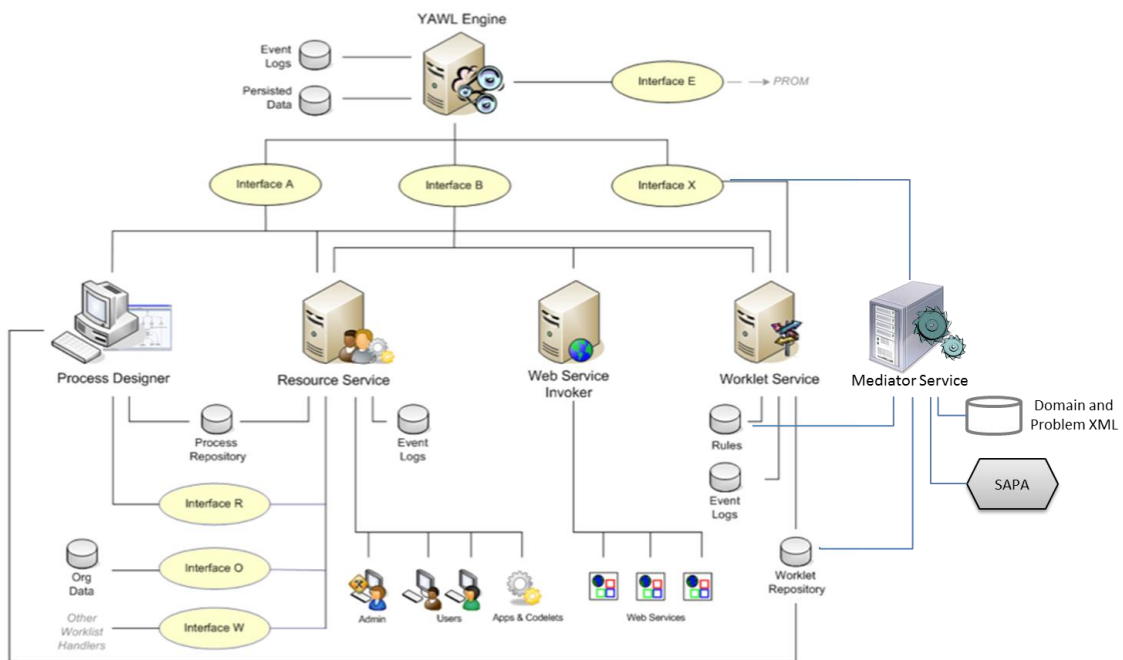 YAWL Engine
Event
Logs
Persisted
Data
Interface E
PROM
Interface A
Interface B
Interface X
Process Designer
Resource Service
Web Service
Invoker
Worklet Service
Mediator Service
Process
Repository
Event
Logs
Rules
Event
Logs
Domain and
Problem XML
SAPA
Interface R
Org
Data
Interface O
Other
Worklist
Handlers
Interface W
Admin
Users
Apps & Codelets
Web Services
Worklet
Repository